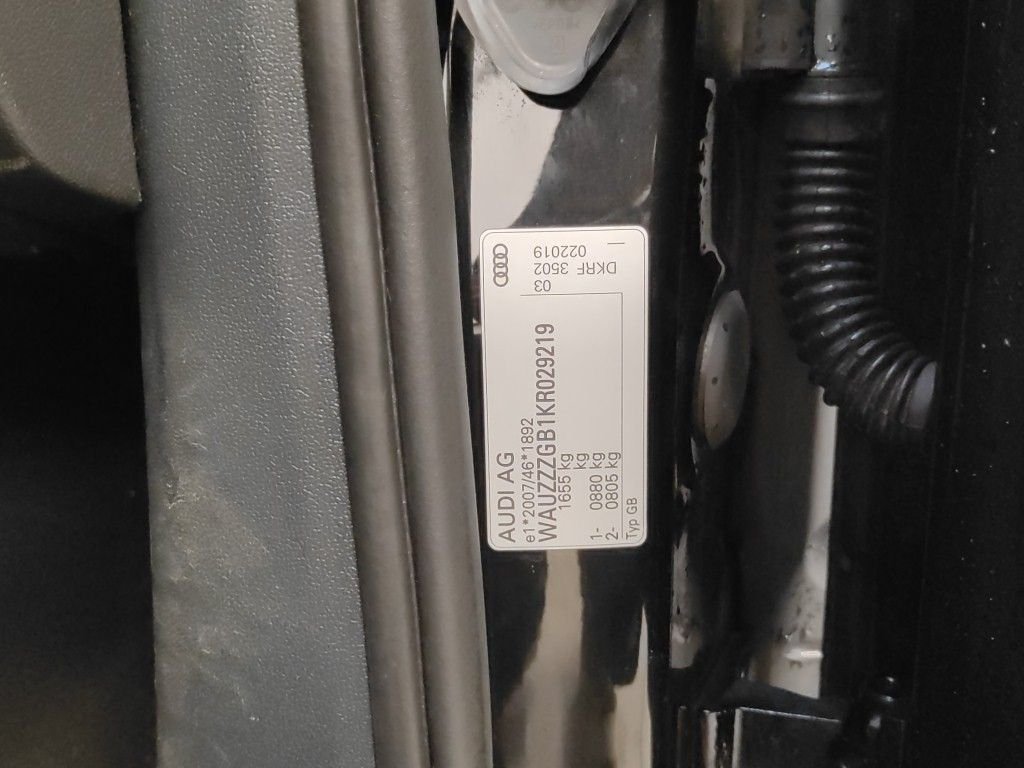 AUDI AG
e1*2007/46*1892
WAUZZZGB1KR029219
1655 kg
kg
1- 0880 kg
2- 0805 kg
Typ GB
03
DKRF 3502
022019